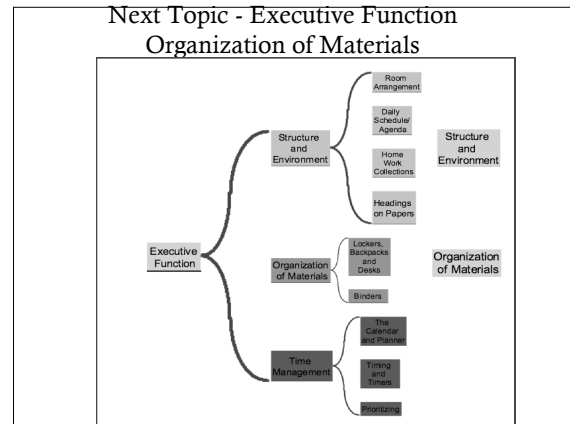 Next Topic - Executive Function
Organization of Materials
Room
Arrangement
Daily
Schedule/
Agenda
Structure
and
Environment
Home
Work
Collections
Headings
on Papers
Structure
and
Environment
Executive
Function
Organization
of Materials
Lockers,
Backpacks
and
Desks
Binders
Organization
of Materials
Time
Management
The
Calendar
and Planner
Timing
and
Timers
Prioritizing